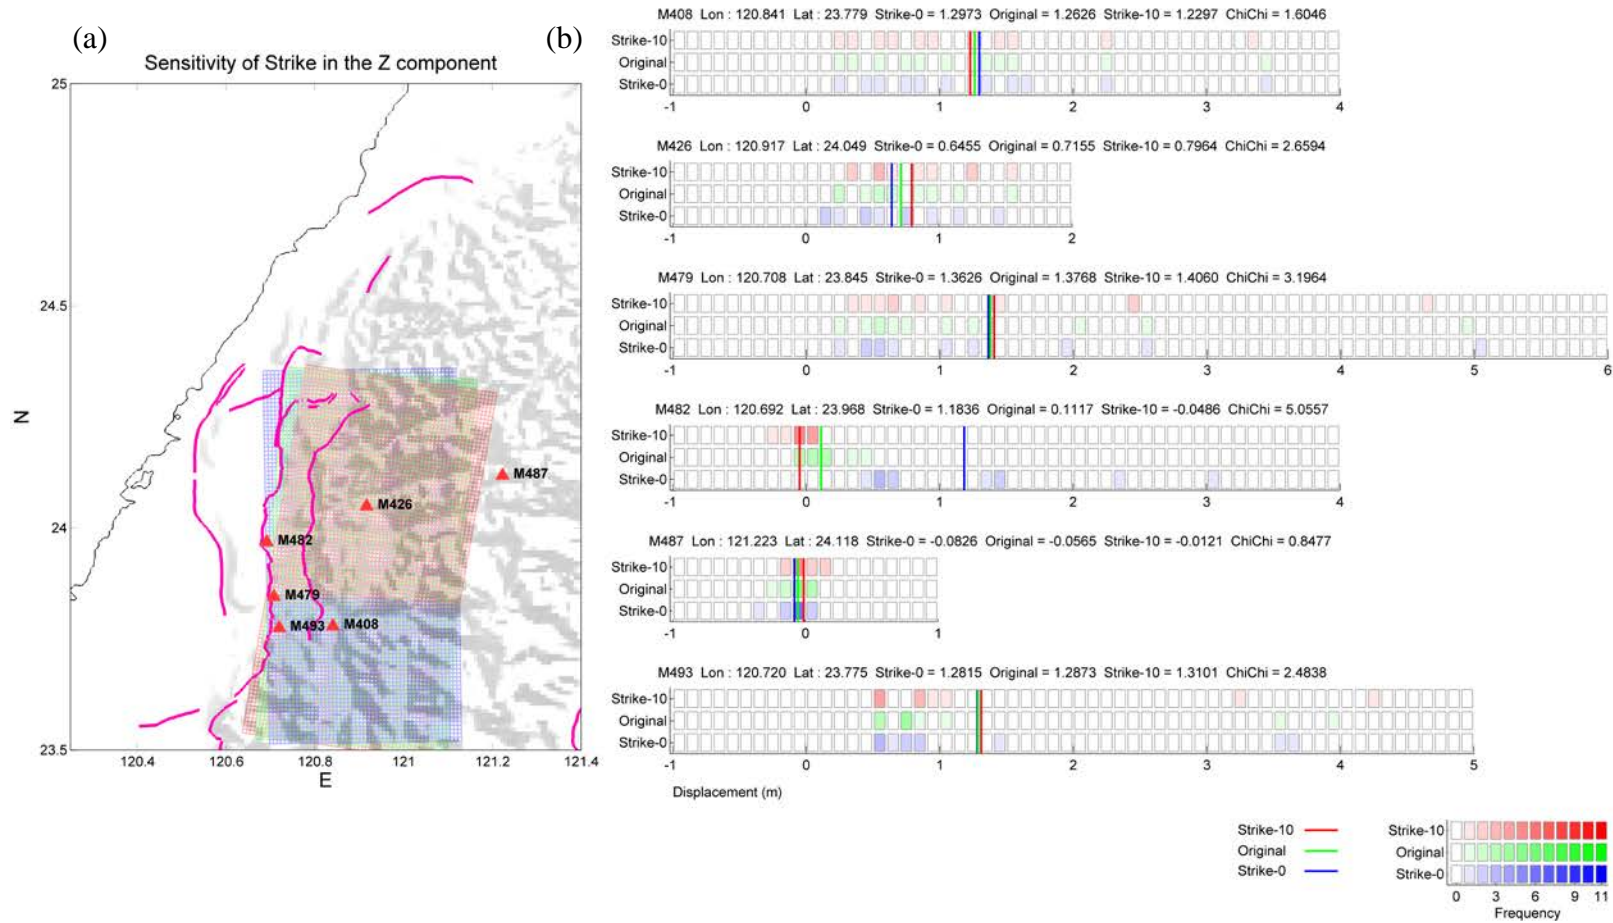 (a)
Sensitivity of Strike in the Z component
25
24.5
N
24
23.5
120.4 120.6 120.8 121 121.2 121.4
E
M487
M426
M482
M479
M493
M408
(b)
M408 Lon : 120.841 Lat : 23.779 Strike-0 = 1.2973 Original = 1.2626 Strike-10 = 1.2297 ChiChi = 1.6046
Strike-10
Original
Strike-0
-1 0 1 2 3 4
M426 Lon : 120.917 Lat : 24.049 Strike-0 = 0.6455 Original = 0.7155 Strike-10 = 0.7964 ChiChi = 2.6594
Strike-10
Original
Strike-0
-1 0 1 2
M479 Lon : 120.708 Lat : 23.845 Strike-0 = 1.3626 Original = 1.3768 Strike-10 = 1.4060 ChiChi = 3.1964
Strike-10
Original
Strike-0
-1 0 1 2 3 4 5 6
M482 Lon : 120.692 Lat : 23.968 Strike-0 = 1.1836 Original = 0.1117 Strike-10 = -0.0486 ChiChi = 5.0557
Strike-10
Original
Strike-0
-1 0 1 2 3 4
M487 Lon : 121.223 Lat : 24.118 Strike-0 = -0.0826 Original = -0.0565 Strike-10 = -0.0121 ChiChi = 0.8477
Strike-10
Original
Strike-0
-1 0 1
M493 Lon : 120.720 Lat : 23.775 Strike-0 = 1.2815 Original = 1.2873 Strike-10 = 1.3101 ChiChi = 2.4838
Strike-10
Original
Strike-0
-1 0 1 2 3 4 5
Displacement (m)
Strike-10
Original
Strike-0
Strike-10
Original
Strike-0
0 3 6 9 11
Frequency